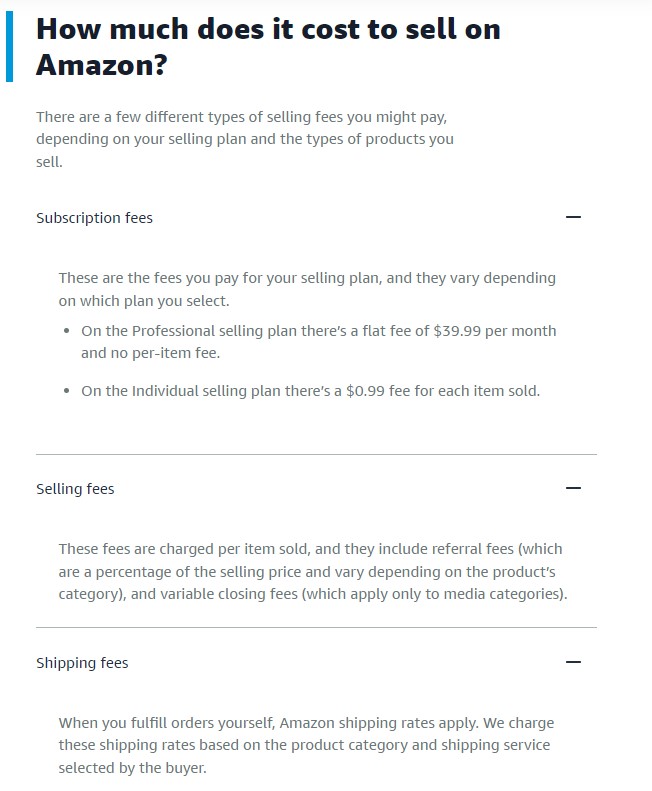 How much does it cost to sell on
Amazon?
There are a few different types of selling fees you might pay,
depending on your selling plan and the types of products you
sell.
Subscription fees
These are the fees you pay for your selling plan, and they vary depending
on which plan you select.
• On the Professional selling plan there’s a flat fee of $39.99 per month
and no per-item fee.
• On the Individual selling plan there’s a $0.99 fee for each item sold.
Selling fees
These fees are charged per item sold, and they include referral fees (which
are a percentage of the selling price and vary depending on the product’s
category), and variable closing fees (which apply only to media categories).
Shipping fees
When you fulfill orders yourself, Amazon shipping rates apply. We charge
these shipping rates based on the product category and shipping service
selected by the buyer.